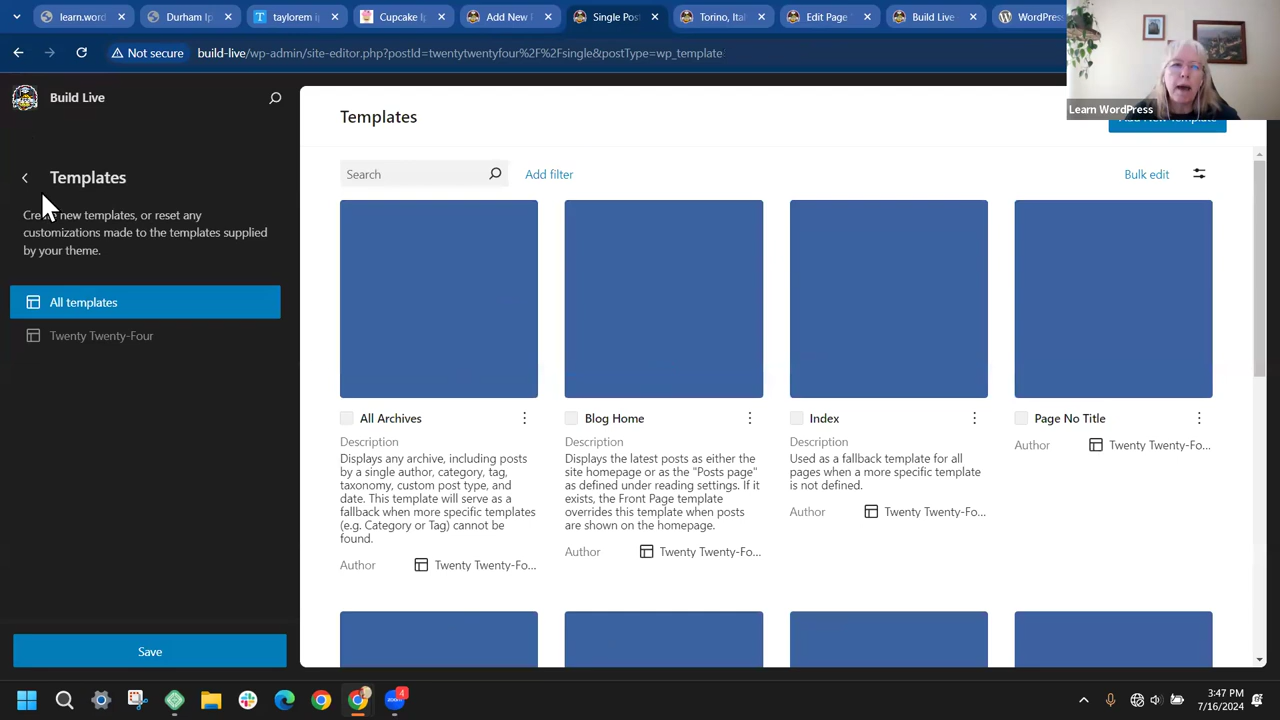 learn.word
Durham Ip
taylorem i
Cupcake I
Add New
Single Pos
Torino, Ital
Edit Page
Build Live
WordPress
Not secure
build-live/wp-admin/site-editor.php?postId=twentytwentyfour%2F%2Fsingle&postType=wp_template
Learn WordPress
Build Live
Templates
Templates
Create new templates, or reset any
customizations made to the templates supplied
by your theme.
All templates
Twenty Twenty-Four
Save
Search
Add filter
Bulk edit
All Archives
Description
Displays any archive, including posts
by a single author, category, tag,
taxonomy, custom post type, and
date. This template will serve as a
fallback when more specific templates
(e.g. Category or Tag) cannot be
found.
Author
Twenty Twenty-Fo...
Blog Home
Description
Displays the latest posts as either the
site homepage or as the "Posts page"
as defined under reading settings. If it
exists, the Front Page template
overrides this template when posts
are shown on the homepage.
Author
Twenty Twenty-Fo...
Index
Description
Used as a fallback template for all
pages when a more specific template
is not defined.
Author
Twenty Twenty-Fo...
Page No Title
Author
Twenty Twenty-Fo...
zoom
4
3:47 PM
7/16/2024